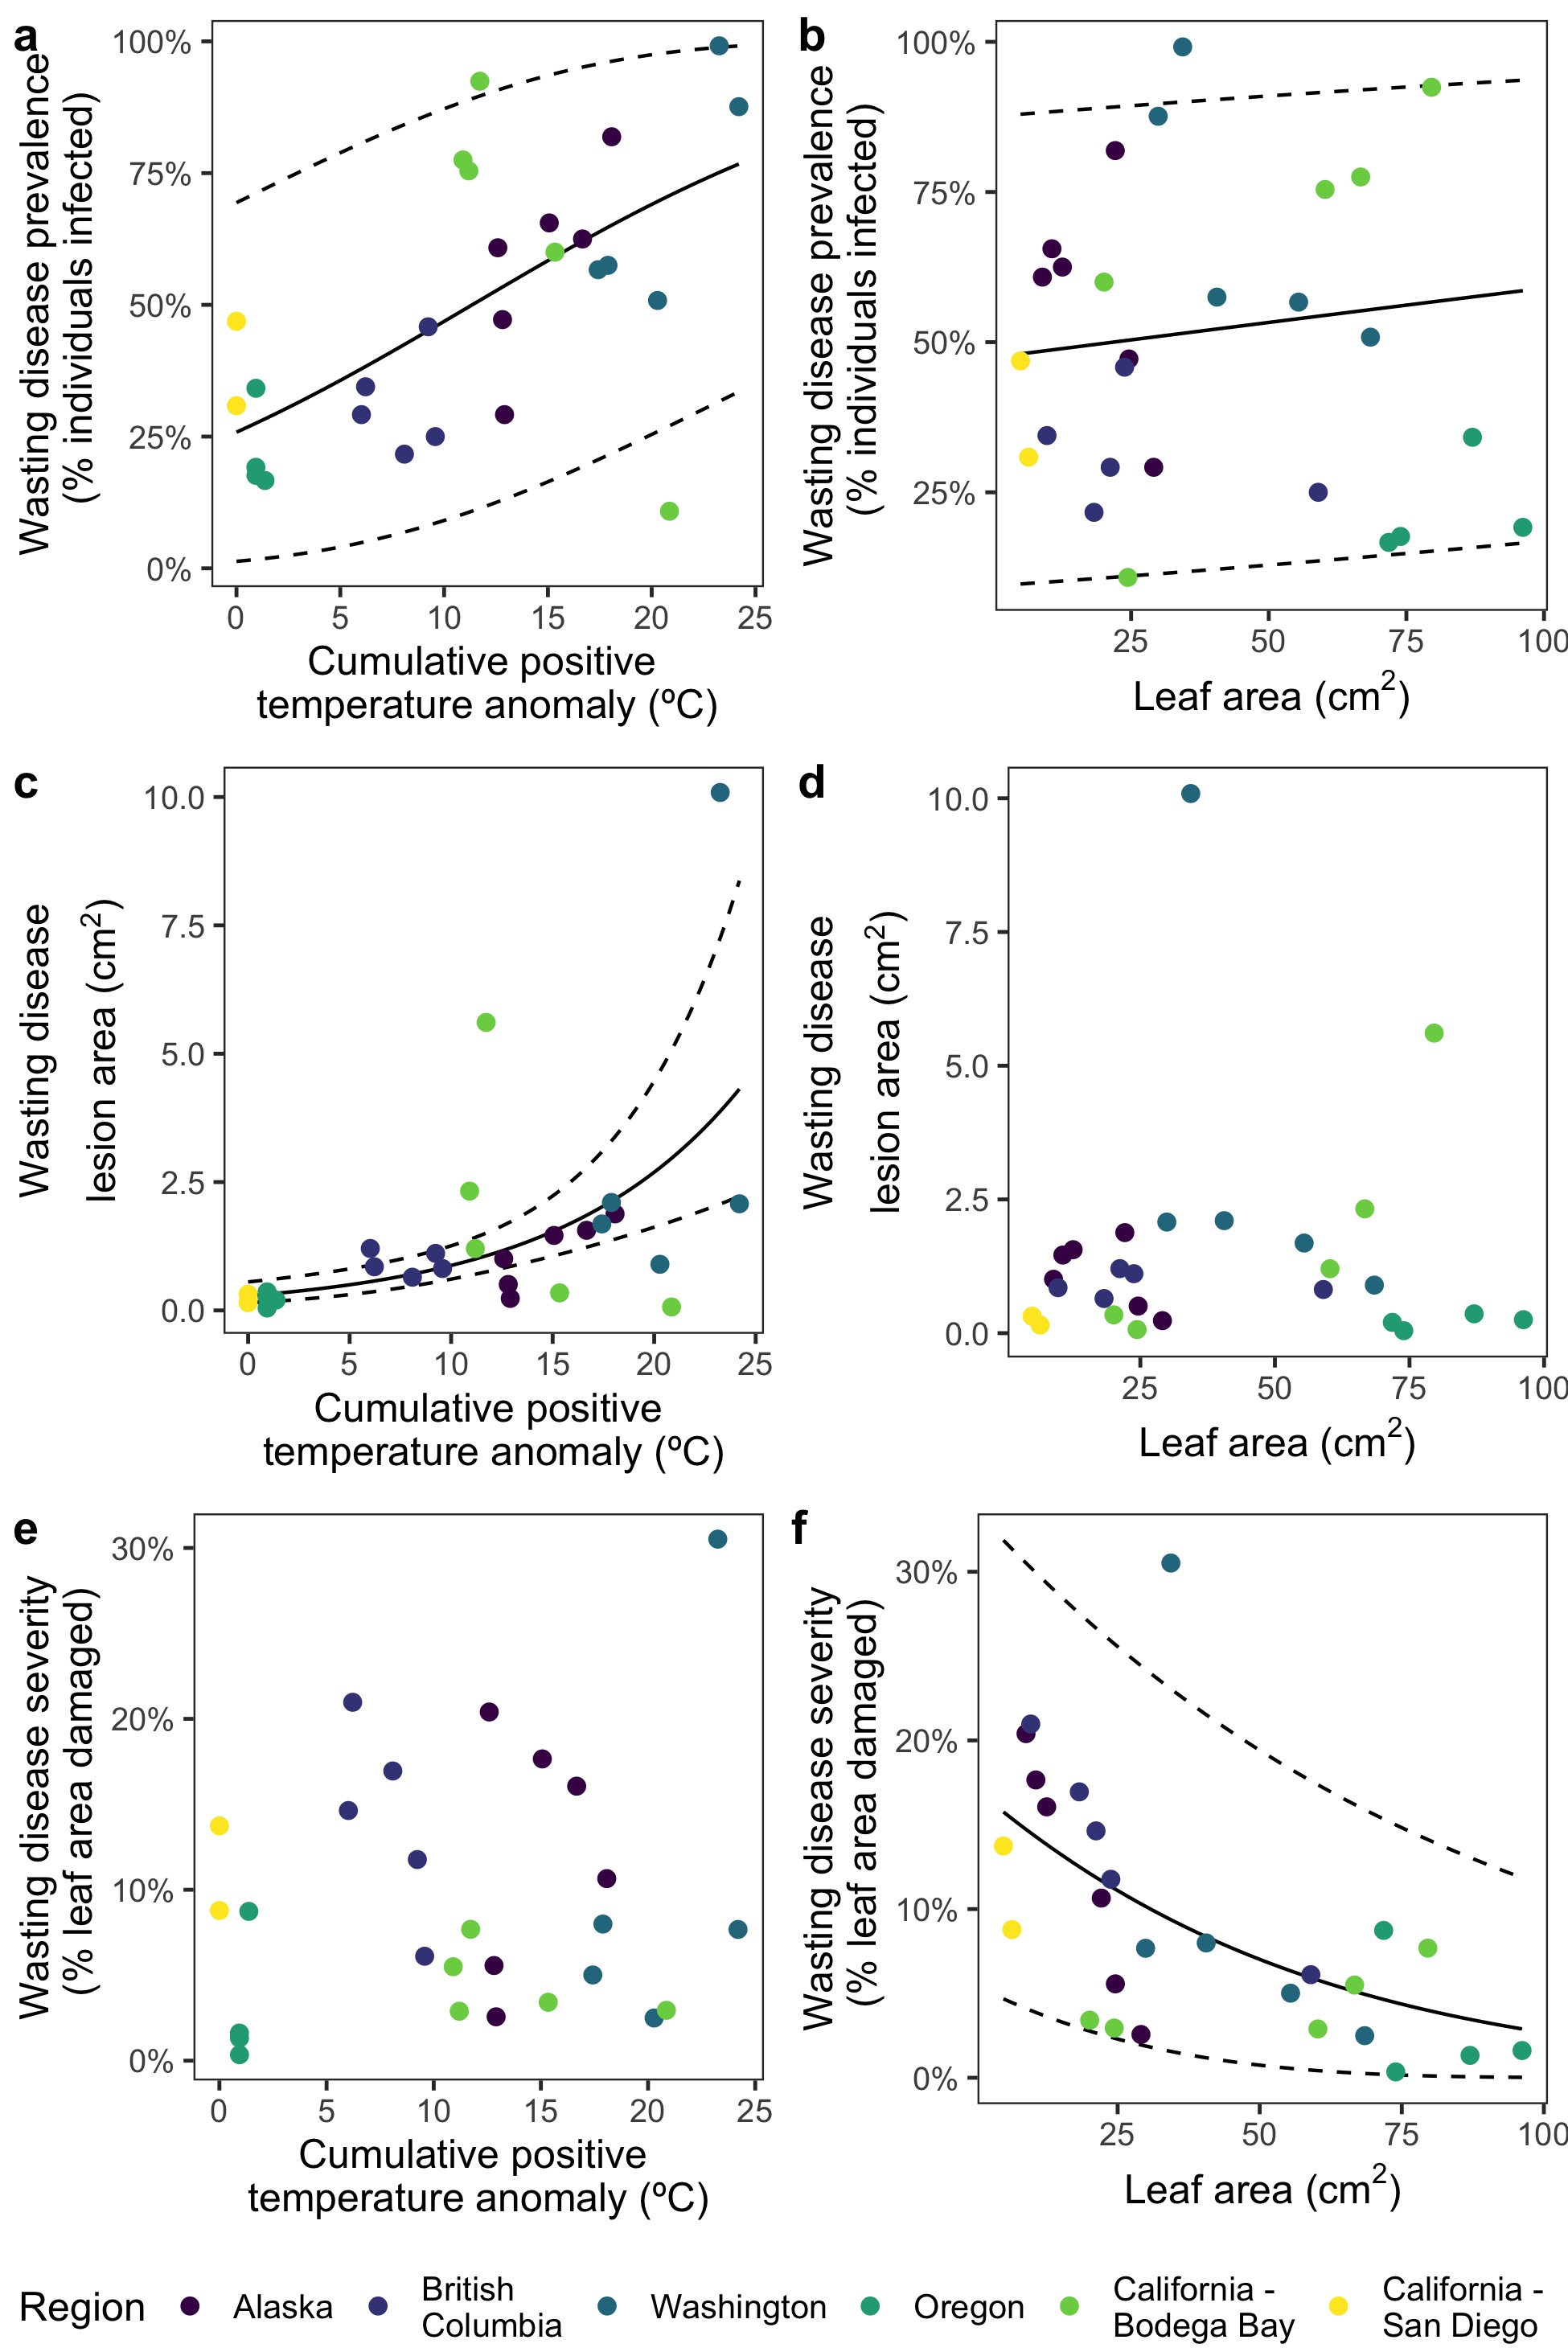 a
Wasting disease prevalence
(% individuals infected)
100%
75%
50%
25%
0%
0 5 10 15 20 25
Cumulative positive
temperature anomaly (ºC)
b
Wasting disease prevalence
(% individuals infected)
100%
75%
50%
25%
25 50 75 100
Leaf area (cm²)
c
Wasting disease
lesion area (cm²)
10.0
7.5
5.0
2.5
0.0
0 5 10 15 20 25
Cumulative positive
temperature anomaly (ºC)
d
Wasting disease
lesion area (cm²)
10.0
7.5
5.0
2.5
0.0
25 50 75 100
Leaf area (cm²)
e
Wasting disease severity
(% leaf area damaged)
30%
20%
10%
0%
0 5 10 15 20 25
Cumulative positive
temperature anomaly (ºC)
f
Wasting disease severity
(% leaf area damaged)
30%
20%
10%
0%
25 50 75 100
Leaf area (cm²)
Region
Alaska
British
Columbia
Washington
Oregon
California -
Bodega Bay
California -
San Diego